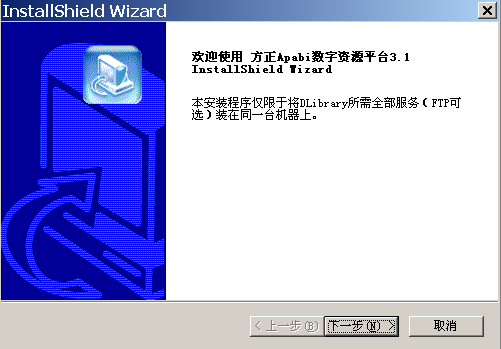 InstallShield Wizard
欢迎使用 方正Apabi数字资源平台3.1
InstallShield Wizard
本安装程序仅限于将DLibrary所需全部服务（FTP可
选）装在同一台机器上。
< 上一步(B) 下一步(N) > 取消